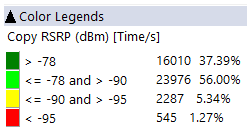 Color Legends
Copy RSRP (dBm) [Time/s]
> -78 16010 37.39%
<= -78 and > -90 23976 56.00%
<= -90 and > -95 2287 5.34%
< -95 545 1.27%